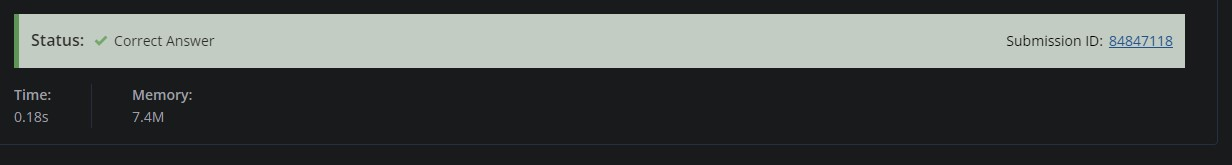 Status: Correct Answer Submission ID: 84847118
Time: Memory:
0.18s 7.4M